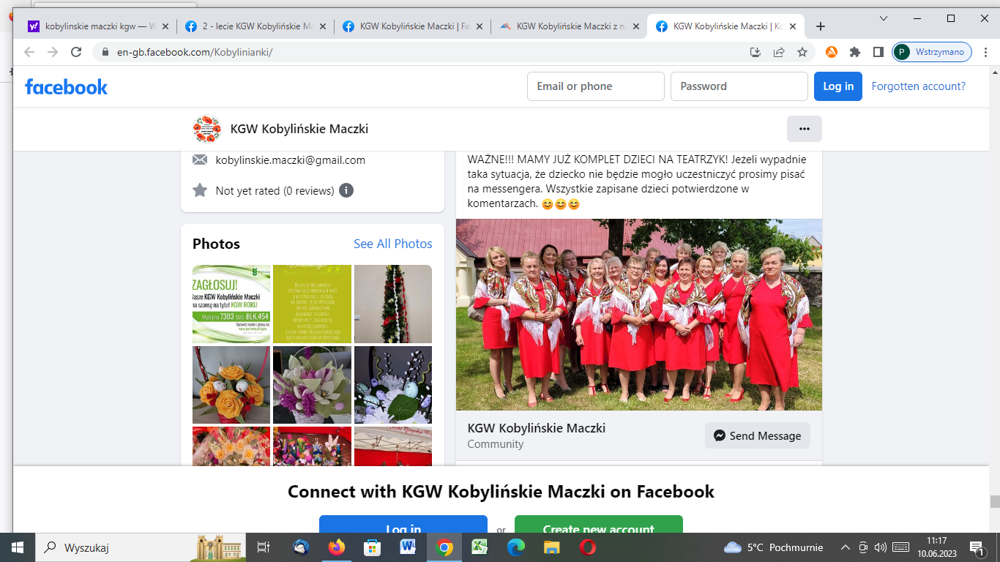 kobylinskie maczki kgw — W
2 - lecie KGW Kobylińskie Ma
KGW Kobylińskie Maczki | Fa
KGW Kobylińskie Maczki z ni
KGW Kobylińskie Maczki | Ko
en-gb.facebook.com/Kobylinianki/
P Wstrzymano
facebook
Email or phone
Password
Log in
Forgotten account?
KGW Kobylińskie Maczki
kobylinskie.maczki@gmail.com
Not yet rated (0 reviews)
Photos
See All Photos
ZAGŁOSUJ!
Nasze KGW Kobylińskie Maczki
na szansę na tytuł KGW ROKU
7303 SMS: BLK.454
WAŻNE!!! MAMY JUŻ KOMPLET DZIECI NA TEATRZYK! Jeżeli wypadnie
taka sytuacja, że dziecko nie będzie mogło uczestniczyć prosimy pisać
na messengera. Wszystkie zapisane dzieci potwierdzone w
komentarzach. 😊😊😊
KGW Kobylińskie Maczki
Community
Send Message
Connect with KGW Kobylińskie Maczki on Facebook
Log in
or
Create new account
Wyszukaj
5°C Pochmurnie
11:17
10.06.2023
1